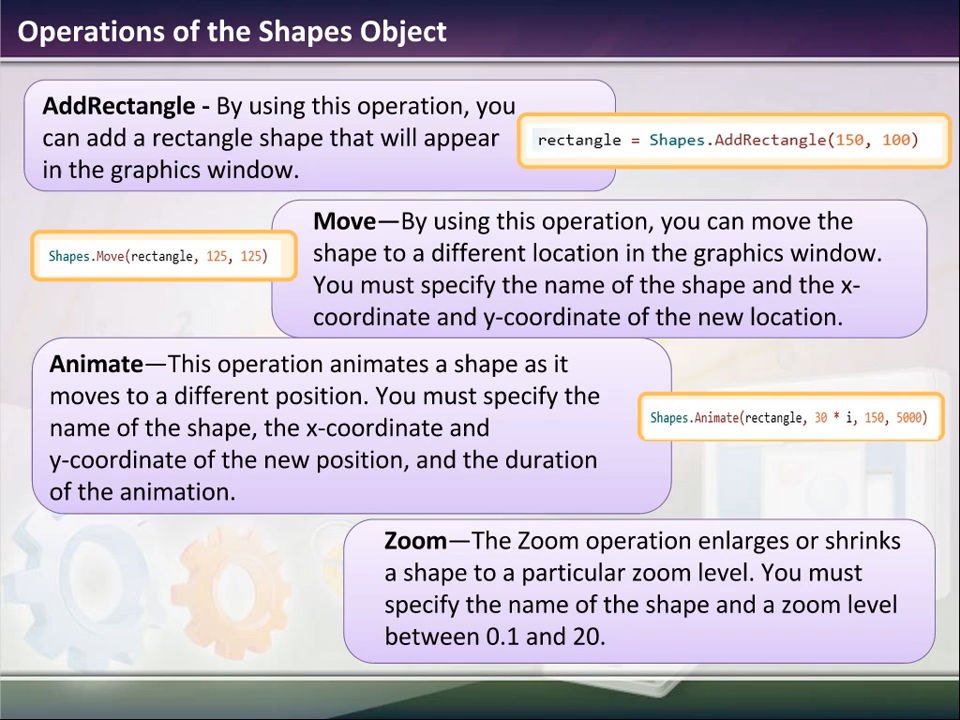 Operations of the Shapes Object
AddRectangle - By using this operation, you
can add a rectangle shape that will appear
in the graphics window.
rectangle = Shapes.AddRectangle(150, 100)
Move—By using this operation, you can move the
shape to a different location in the graphics window.
You must specify the name of the shape and the x-
coordinate and y-coordinate of the new location.
Shapes.Move(rectangle, 125, 125)
Animate—This operation animates a shape as it
moves to a different position. You must specify the
name of the shape, the x-coordinate and
y-coordinate of the new position, and the duration
of the animation.
Shapes.Animate(rectangle, 30 * i, 150, 5000)
Zoom—The Zoom operation enlarges or shrinks
a shape to a particular zoom level. You must
specify the name of the shape and a zoom level
between 0.1 and 20.